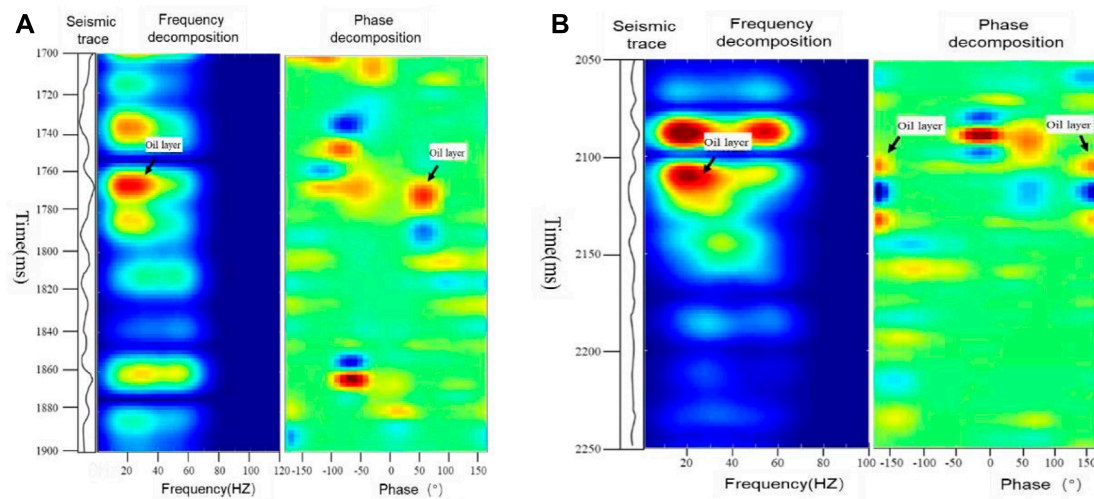 A
Seismic trace
Frequency decomposition
Phase decomposition
1700
1720
1740
1760
1780
1800
1820
1840
1860
1880
1900
Time(ms)
Oil layer
Oil layer
20 40 60 80 100 120
-150 -100 -50 0 50 100 150
Frequency(HZ)
Phase (°)
B
Seismic trace
Frequency decomposition
Phase decomposition
2050
2100
2150
2200
2250
Time(ms)
Oil layer
Oil layer
Oil layer
20 40 60 80 100
-150 -100 -50 0 50 100 150
Frequency(HZ)
Phase (°)